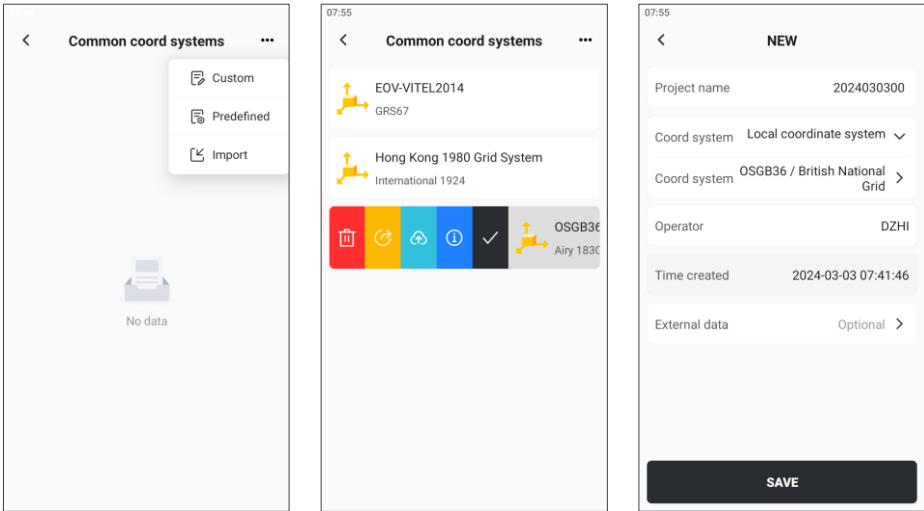 Common coord systems
Custom
Predefined
Import
No data
07:55
Common coord systems
EOV-VITEL2014
GRS67
Hong Kong 1980 Grid System
International 1924
OSGB36
Airy 1830
07:55
NEW
Project name 2024030300
Coord system Local coordinate system
Coord system OSGB36 / British National
Grid
Operator DZHI
Time created 2024-03-03 07:41:46
External data Optional
SAVE